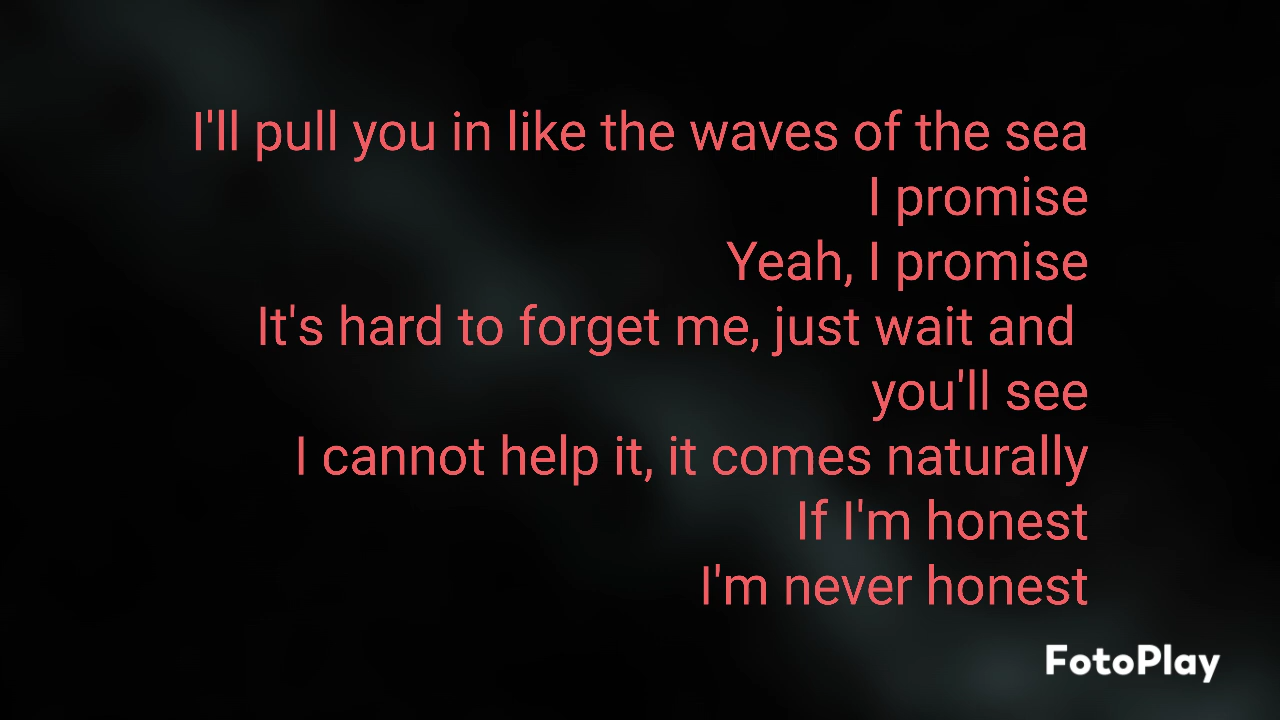 I'll pull you in like the waves of the sea
I promise
Yeah, I promise
It's hard to forget me, just wait and
you'll see
I cannot help it, it comes naturally
If I'm honest
I'm never honest
FotoPlay